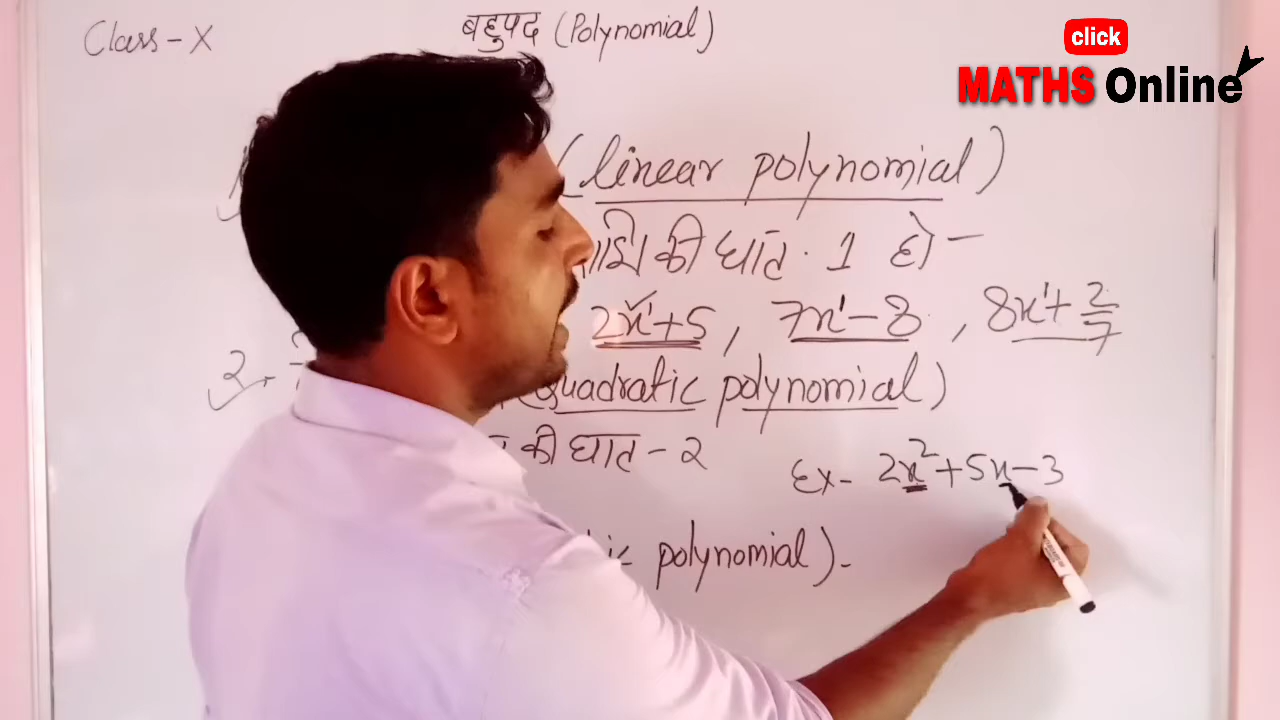 Class-X
बहुपद (Polynomial)
click
MATHS Online
(linear polynomial)
की घात. 1 हो-
2x¹+5, 7x¹-8, 8x¹+2/7
2. (quadratic polynomial)
की घात-2
Ex- 2x²+5x-3
polynomial).-